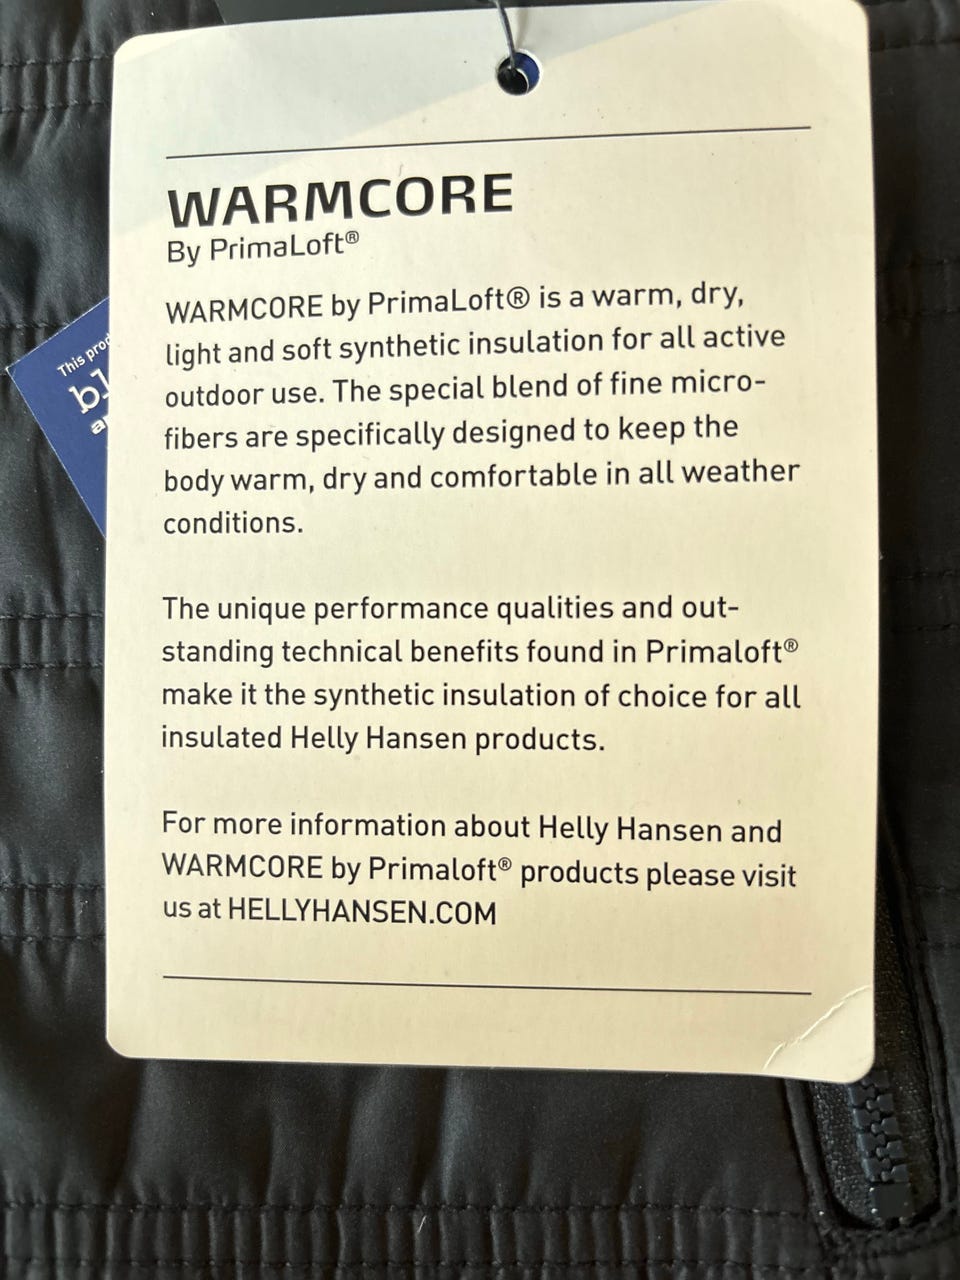 WARMCORE
By PrimaLoft®
WARMCORE by PrimaLoft® is a warm, dry,
light and soft synthetic insulation for all active
outdoor use. The special blend of fine micro-
fibers are specifically designed to keep the
body warm, dry and comfortable in all weather
conditions.
The unique performance qualities and out-
standing technical benefits found in Primaloft®
make it the synthetic insulation of choice for all
insulated Helly Hansen products.
For more information about Helly Hansen and
WARMCORE by Primaloft® products please visit
us at HELLYHANSEN.COM
This